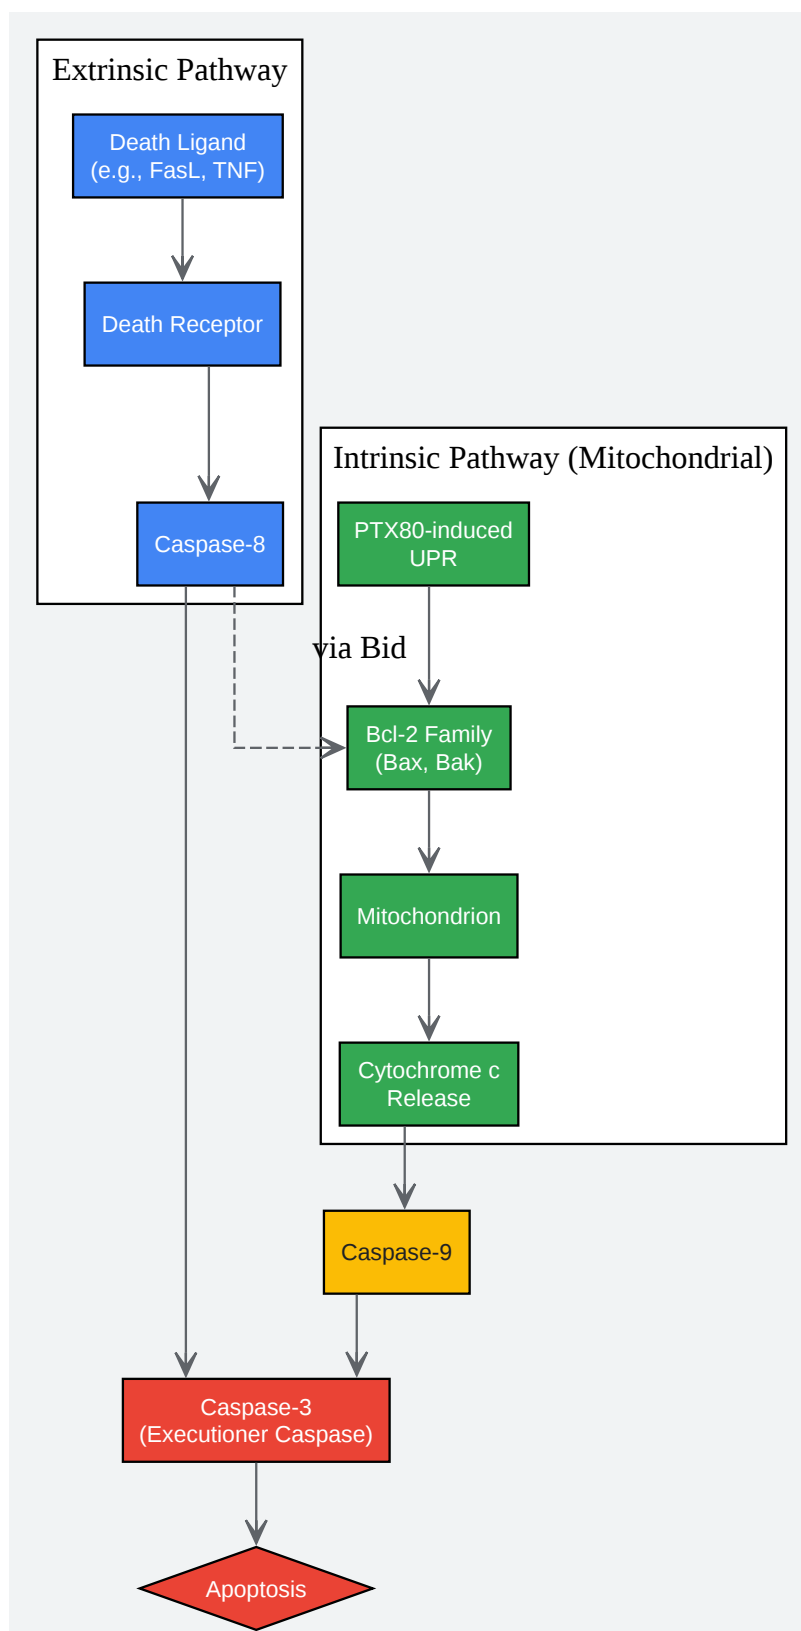 Extrinsic Pathway
Death Ligand
(e.g., FasL, TNF)
Death Receptor
Caspase-8
Intrinsic Pathway (Mitochondrial)
PTX80-induced
UPR
via Bid
Bcl-2 Family
(Bax, Bak)
Mitochondrion
Cytochrome c
Release
Caspase-9
Caspase-3
(Executioner Caspase)
Apoptosis